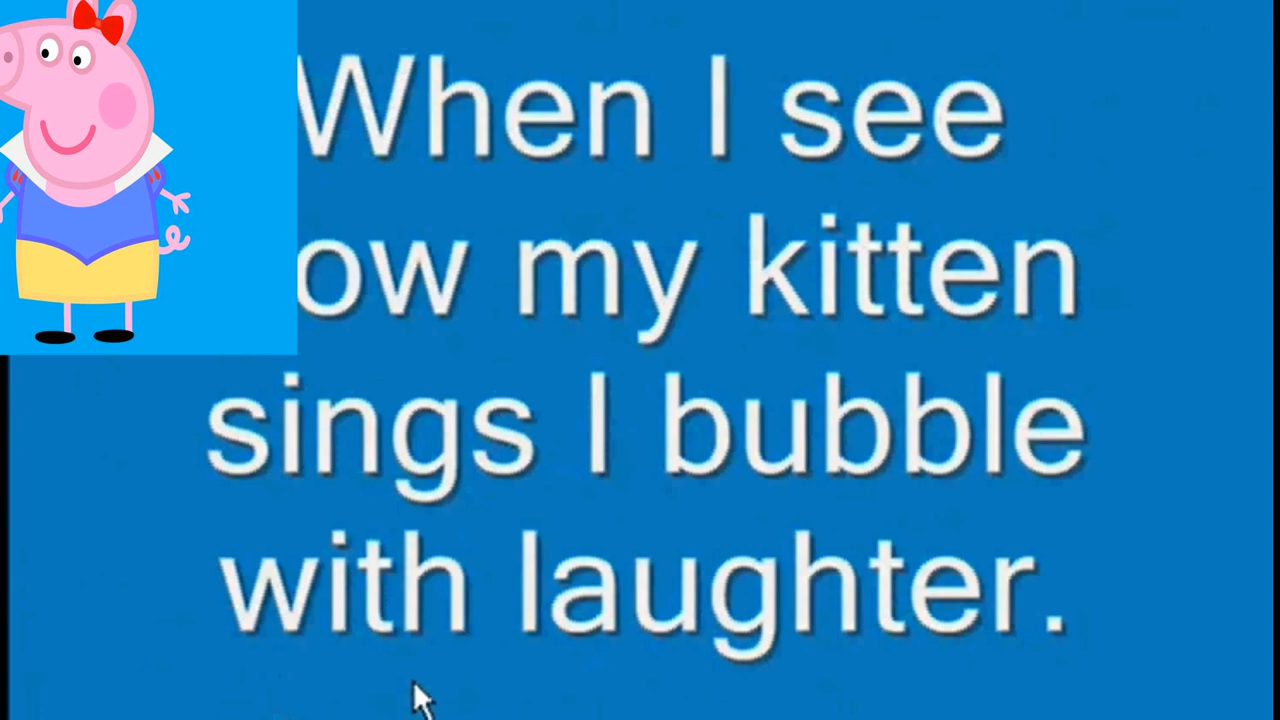 When I see
ow my kitten
sings I bubble
with laughter.